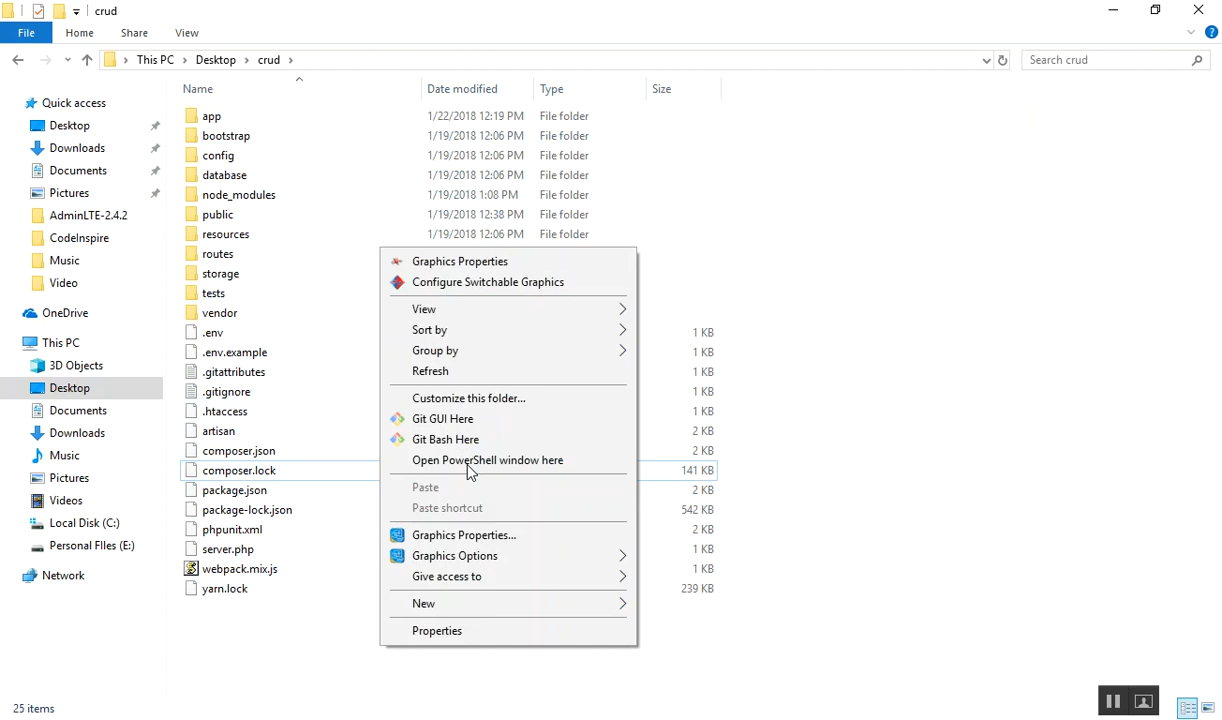 crud
File Home Share View
This PC Desktop crud
Search crud
Name Date modified Type Size
Quick access
Desktop
Downloads
Documents
Pictures
AdminLTE-2.4.2
CodeInspire
Music
Video
OneDrive
This PC
3D Objects
Desktop
Documents
Downloads
Music
Pictures
Videos
Local Disk (C:)
Personal FIles (E:)
Network
app 1/22/2018 12:19 PM File folder
bootstrap 1/19/2018 12:06 PM File folder
config 1/19/2018 12:06 PM File folder
database 1/19/2018 12:06 PM File folder
node_modules 1/19/2018 1:08 PM File folder
public 1/19/2018 12:38 PM File folder
resources 1/19/2018 12:06 PM File folder
routes
storage
tests
vendor
.env 1 KB
.env.example 1 KB
.gitattributes 1 KB
.gitignore 1 KB
.htaccess 1 KB
artisan 2 KB
composer.json 2 KB
composer.lock 141 KB
package.json 2 KB
package-lock.json 542 KB
phpunit.xml 2 KB
server.php 1 KB
webpack.mix.js 1 KB
yarn.lock 239 KB
Graphics Properties
Configure Switchable Graphics
View
Sort by
Group by
Refresh
Customize this folder...
Git GUI Here
Git Bash Here
Open PowerShell window here
Paste
Paste shortcut
Graphics Properties...
Graphics Options
Give access to
New
Properties
25 items